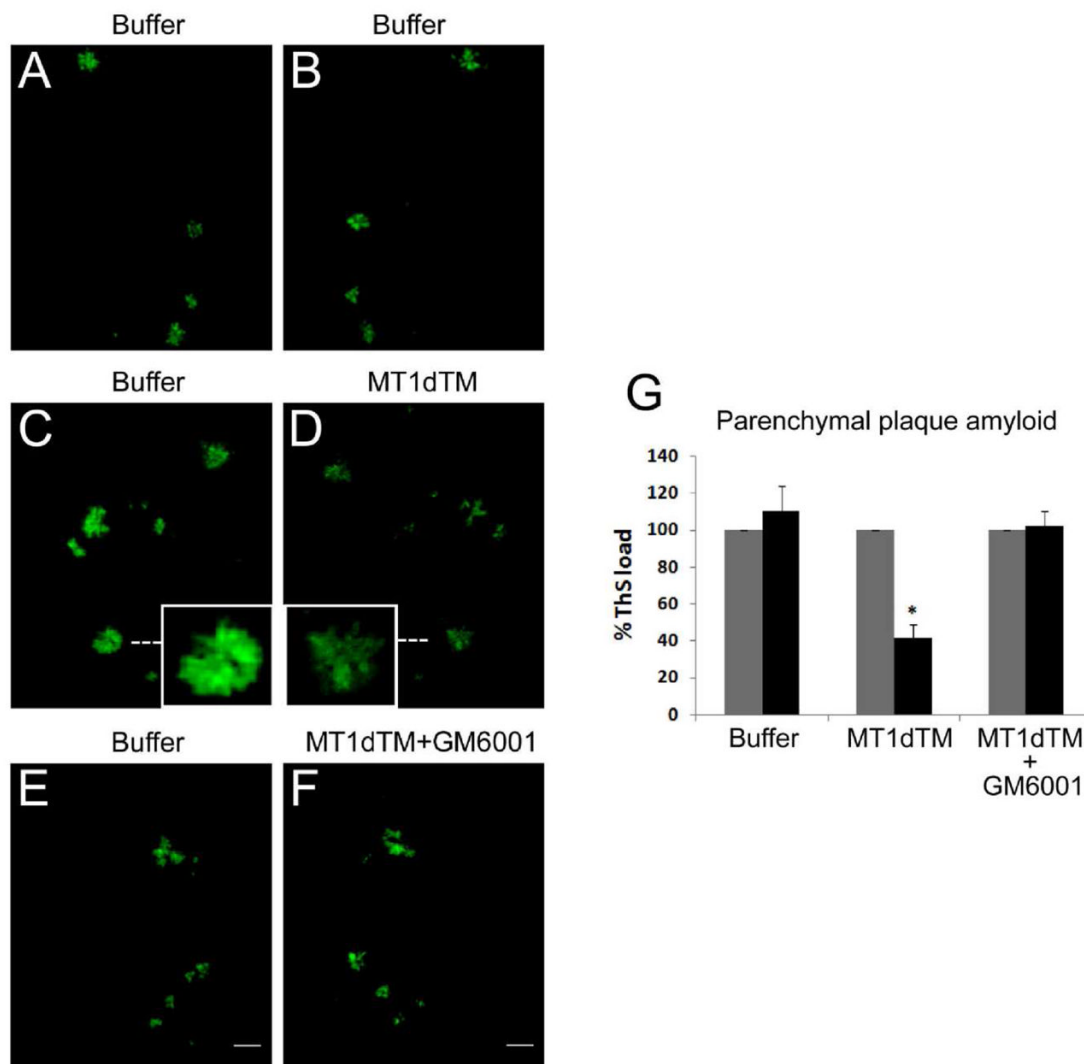 Buffer
Buffer
A
B
Buffer
MT1dTM
C
D
Buffer
MT1dTM+GM6001
E
F
G
Parenchymal plaque amyloid
% ThS load
140
120
100
80
60
40
20
0
*
Buffer
MT1dTM
MT1dTM
+
GM6001